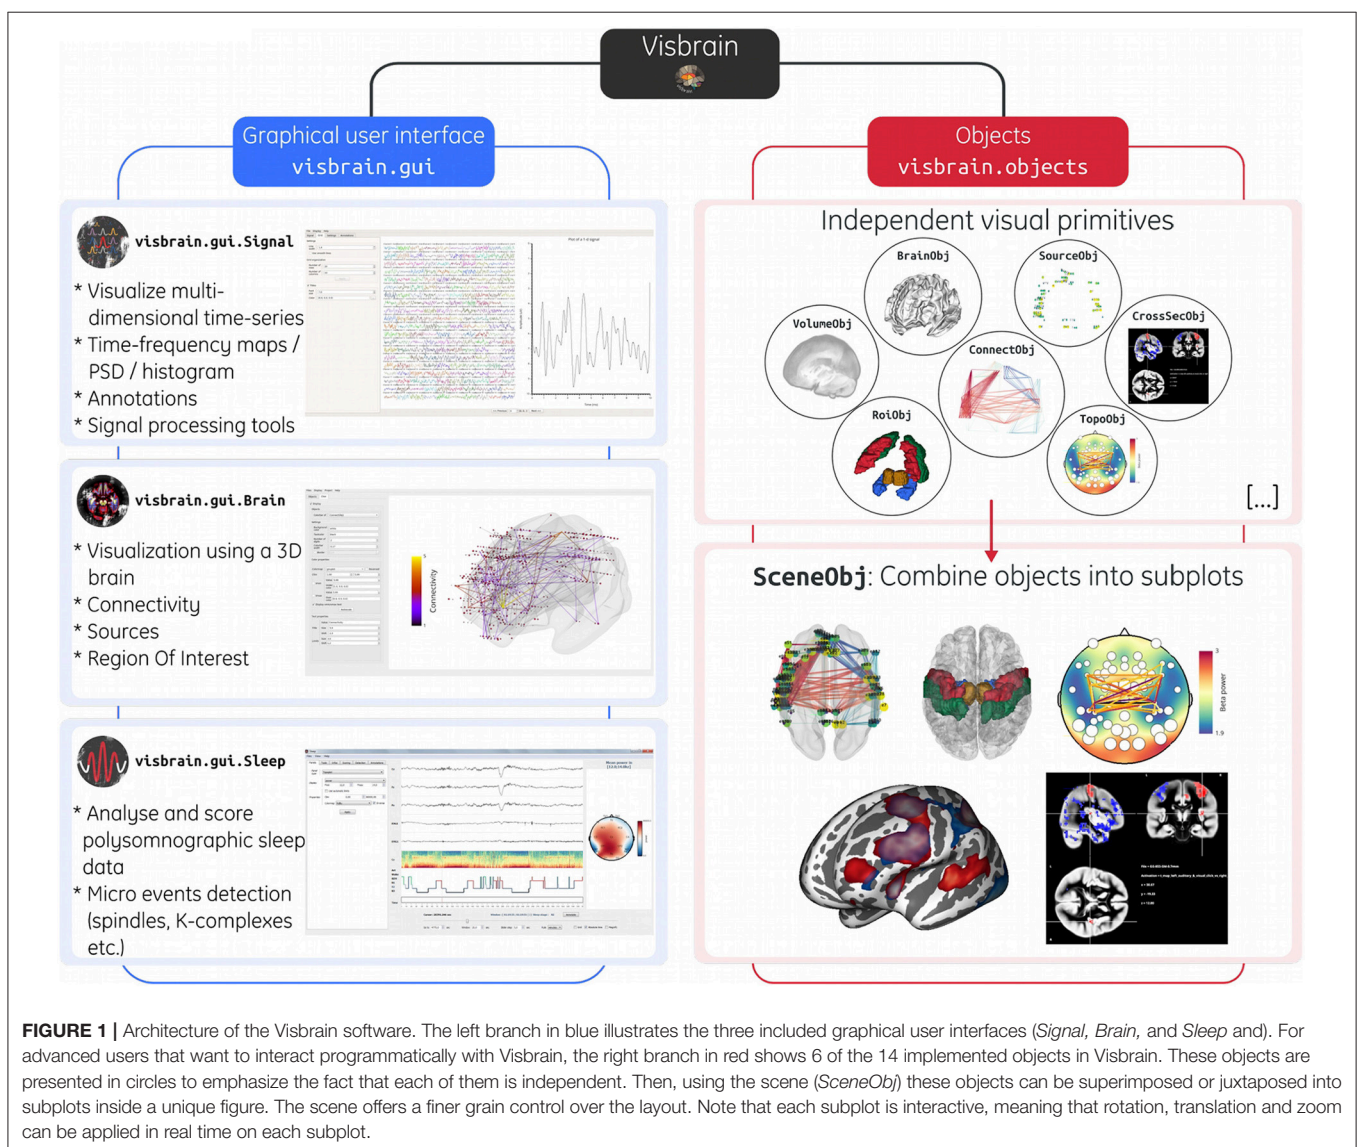 Visbrain
Graphical user interface
visbrain.gui
Objects
visbrain.objects
visbrain.gui.Signal
* Visualize multi-
dimensional time-series
* Time-frequency maps /
PSD / histogram
* Annotations
* Signal processing tools
visbrain.gui.Brain
* Visualization using a 3D
brain
* Connectivity
* Sources
* Region Of Interest
Connectivity
visbrain.gui.Sleep
* Analyse and score
polysomnographic sleep
data
* Micro events detection
(spindles, K-complexes
etc.)
Independent visual primitives
BrainObj
SourceObj
VolumeObj
ConnectObj
CrossSecObj
RoiObj
TopoObj
[...]
SceneObj: Combine objects into subplots
3
Beta power
1.9
FIGURE 1 | Architecture of the Visbrain software. The left branch in blue illustrates the three included graphical user interfaces (Signal, Brain, and Sleep and). For
advanced users that want to interact programmatically with Visbrain, the right branch in red shows 6 of the 14 implemented objects in Visbrain. These objects are
presented in circles to emphasize the fact that each of them is independent. Then, using the scene (SceneObj) these objects can be superimposed or juxtaposed into
subplots inside a unique figure. The scene offers a finer grain control over the layout. Note that each subplot is interactive, meaning that rotation, translation and zoom
can be applied in real time on each subplot.